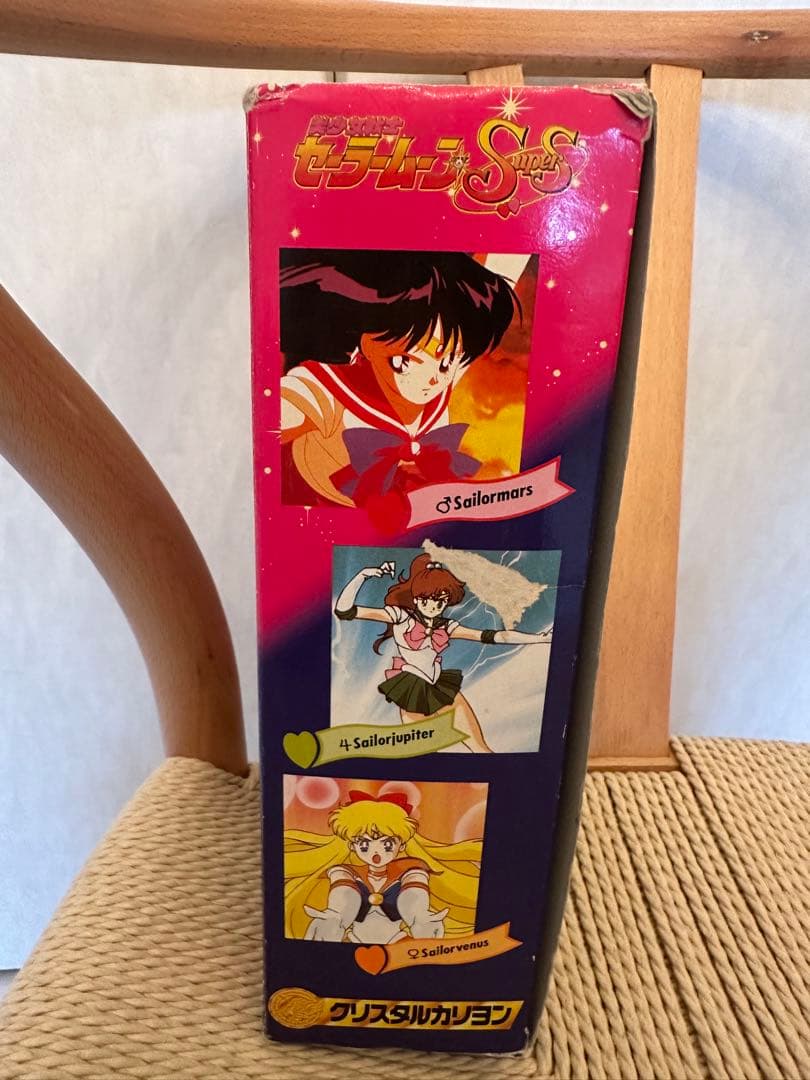 美少女戦士
セーラームーン SuperS
♂Sailormars
♃Sailorjupiter
♀Sailorvenus
クリスタルカリヨン